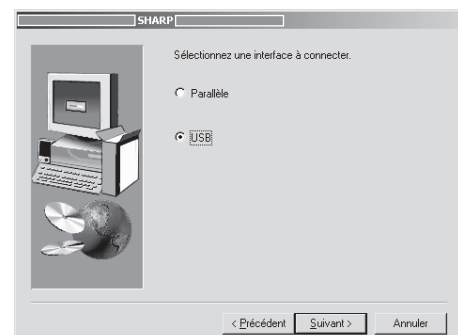 SHARP
Sélectionnez une interface à connecter.
Parallèle
USB
< Précédent
Suivant >
Annuler